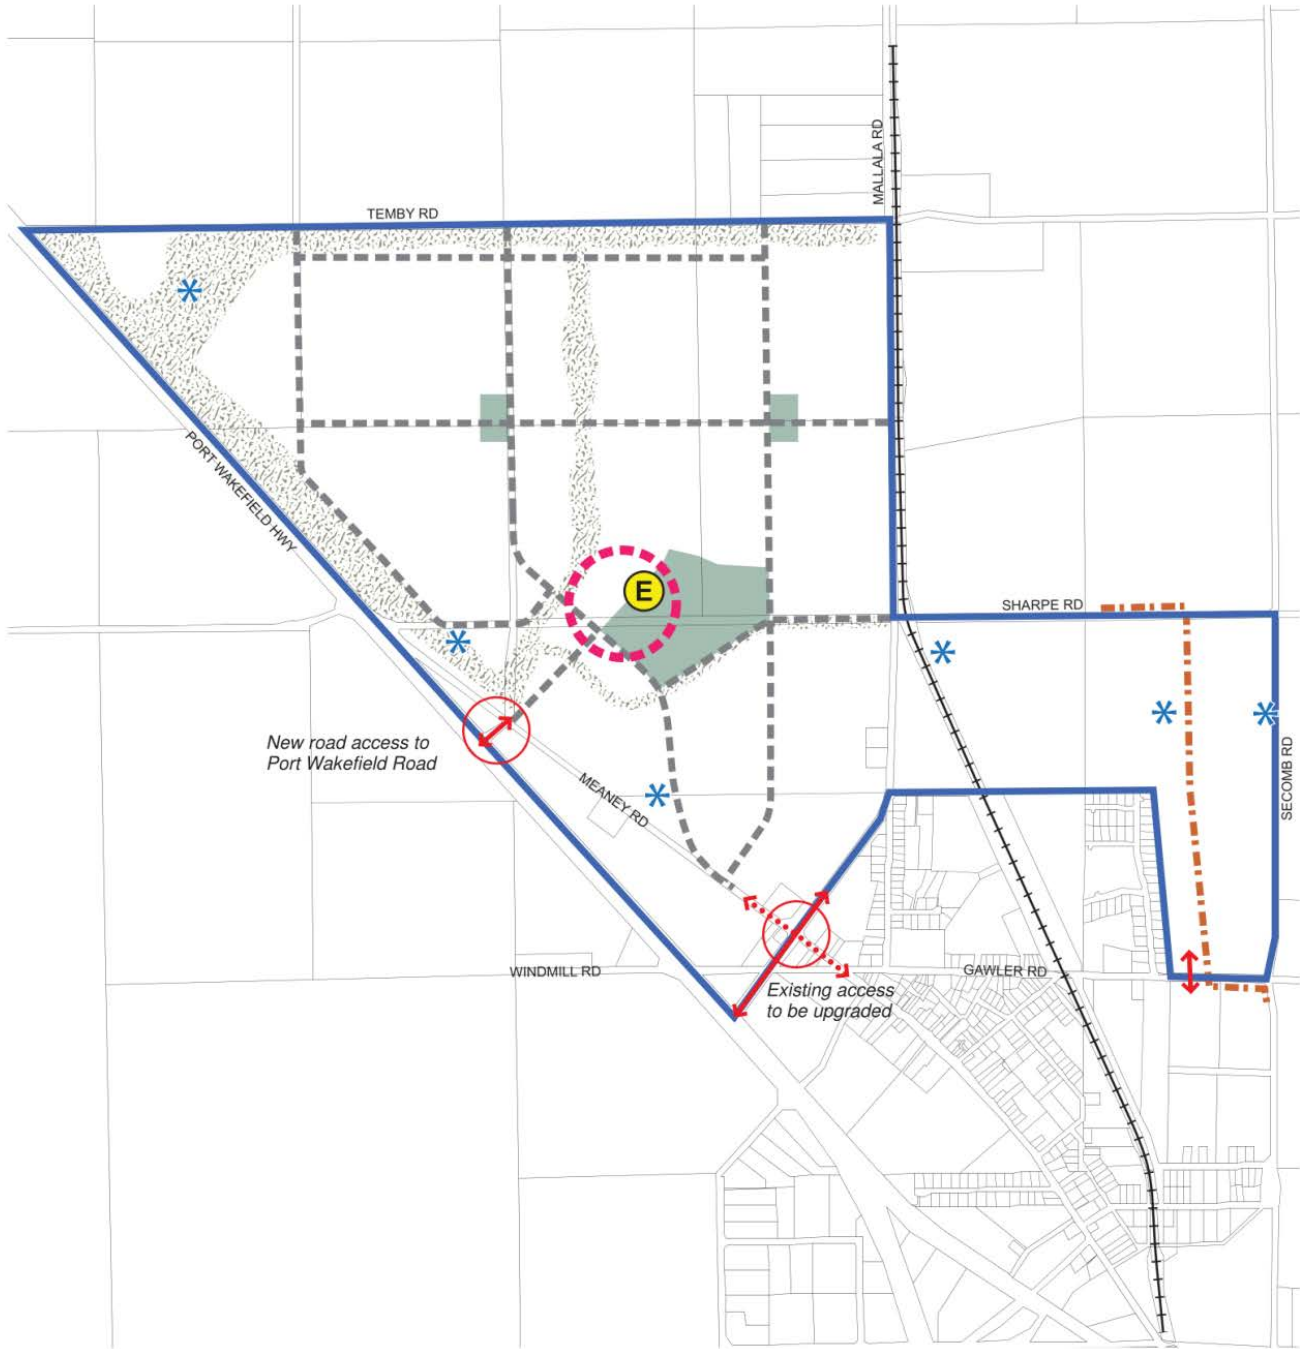 MALLALA RD
TEMBY RD
PORT WAKEFIELD HWY
E
SHARPE RD
New road access to
Port Wakefield Road
MEANEY RD
SECOMB RD
WINDMILL RD
GAWLER RD
Existing access
to be upgraded